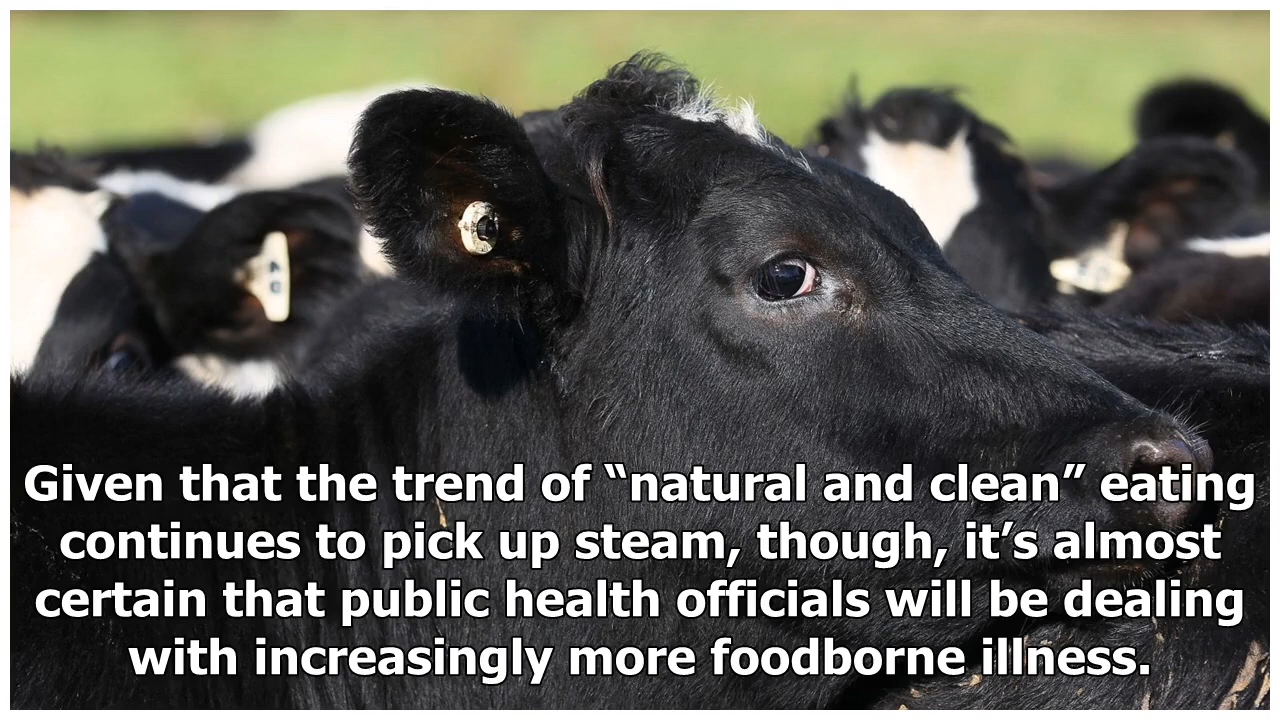 Given that the trend of “natural and clean” eating
continues to pick up steam, though, it’s almost
certain that public health officials will be dealing
with increasingly more foodborne illness.